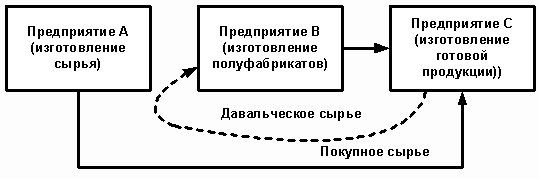 Предприятие А
(изготовление
сырья)
Предприятие В
(изготовление
полуфабрикатов)
Предприятие С
(изготовление
готовой
продукции))
Давальческое сырье
Покупное сырье